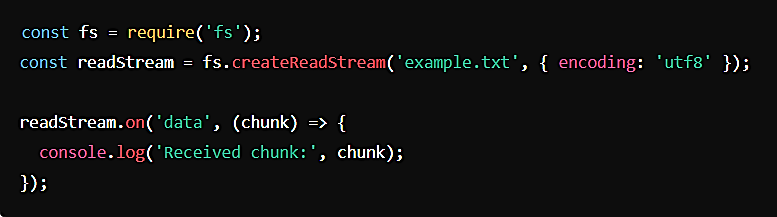 const fs = require('fs');
const readStream = fs.createReadStream('example.txt', { encoding: 'utf8' });

readStream.on('data', (chunk) => {
  console.log('Received chunk:', chunk);
});